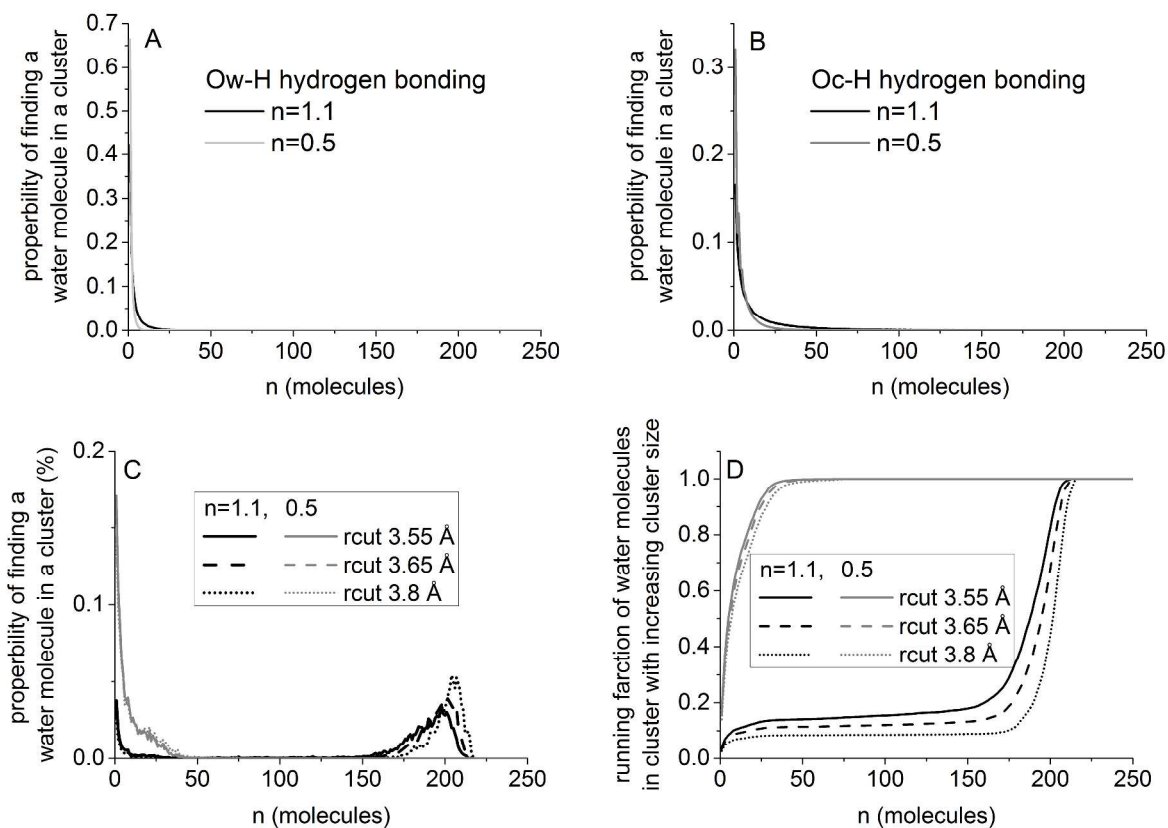 A
0.7
0.6
0.5
0.4
0.3
0.2
0.1
0.0
properbility of finding a
water molecule in a cluster
Ow-H hydrogen bonding
n=1.1
n=0.5
0 50 100 150 200 250
n (molecules)
B
0.3
0.2
0.1
0.0
properbility of finding a
water molecule in a cluster
Oc-H hydrogen bonding
n=1.1
n=0.5
0 50 100 150 200 250
n (molecules)
C
0.2
0.1
0.0
properbility of finding a
water molecule in a cluster (%)
n=1.1, 0.5
rcut 3.55 Å
rcut 3.65 Å
rcut 3.8 Å
0 50 100 150 200 250
n (molecules)
D
1.0
0.8
0.6
0.4
0.2
0.0
running farction of water molecules
in cluster with increasing cluster size
n=1.1, 0.5
rcut 3.55 Å
rcut 3.65 Å
rcut 3.8 Å
0 50 100 150 200 250
n (molecules)